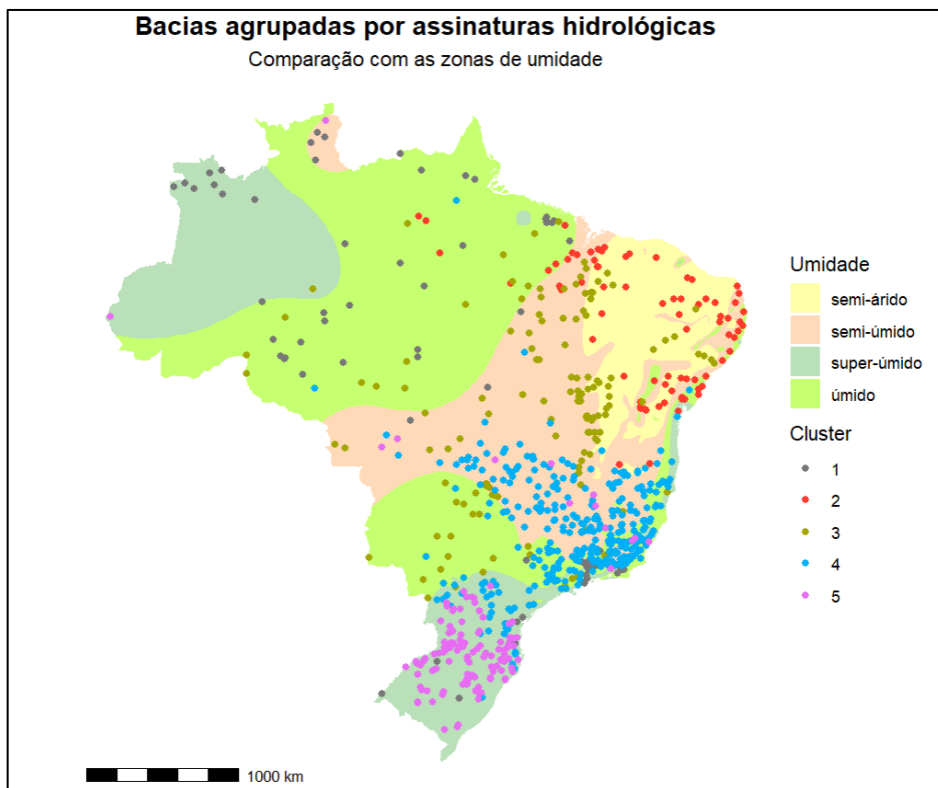 Bacias agrupadas por assinaturas hidrológicas
Comparação com as zonas de umidade
Umidade
semi-árido
semi-úmido
super-úmido
úmido
Cluster
1
2
3
4
5
1000 km